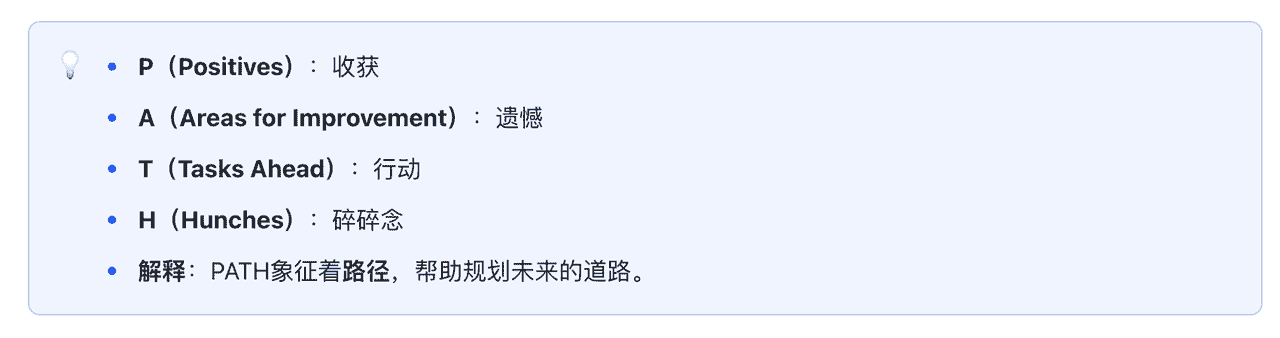 P（Positives）：收获
A（Areas for Improvement）：遗憾
T（Tasks Ahead）：行动
H（Hunches）：碎碎念
解释：PATH象征着路径，帮助规划未来的道路。